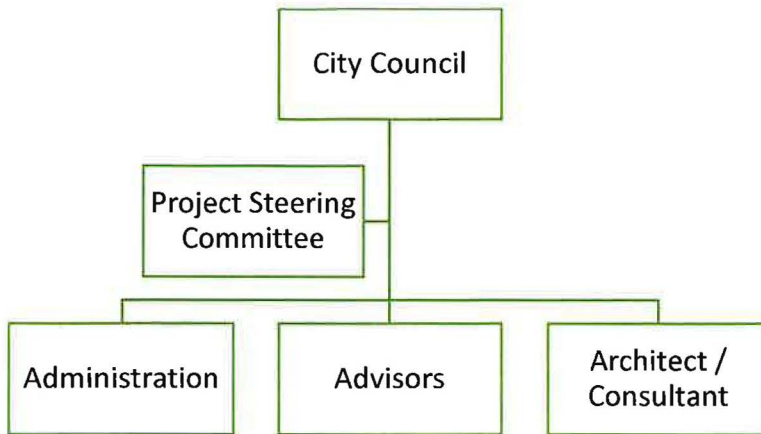 City Council
Project Steering
Committee
Administration
Advisors
Architect /
Consultant